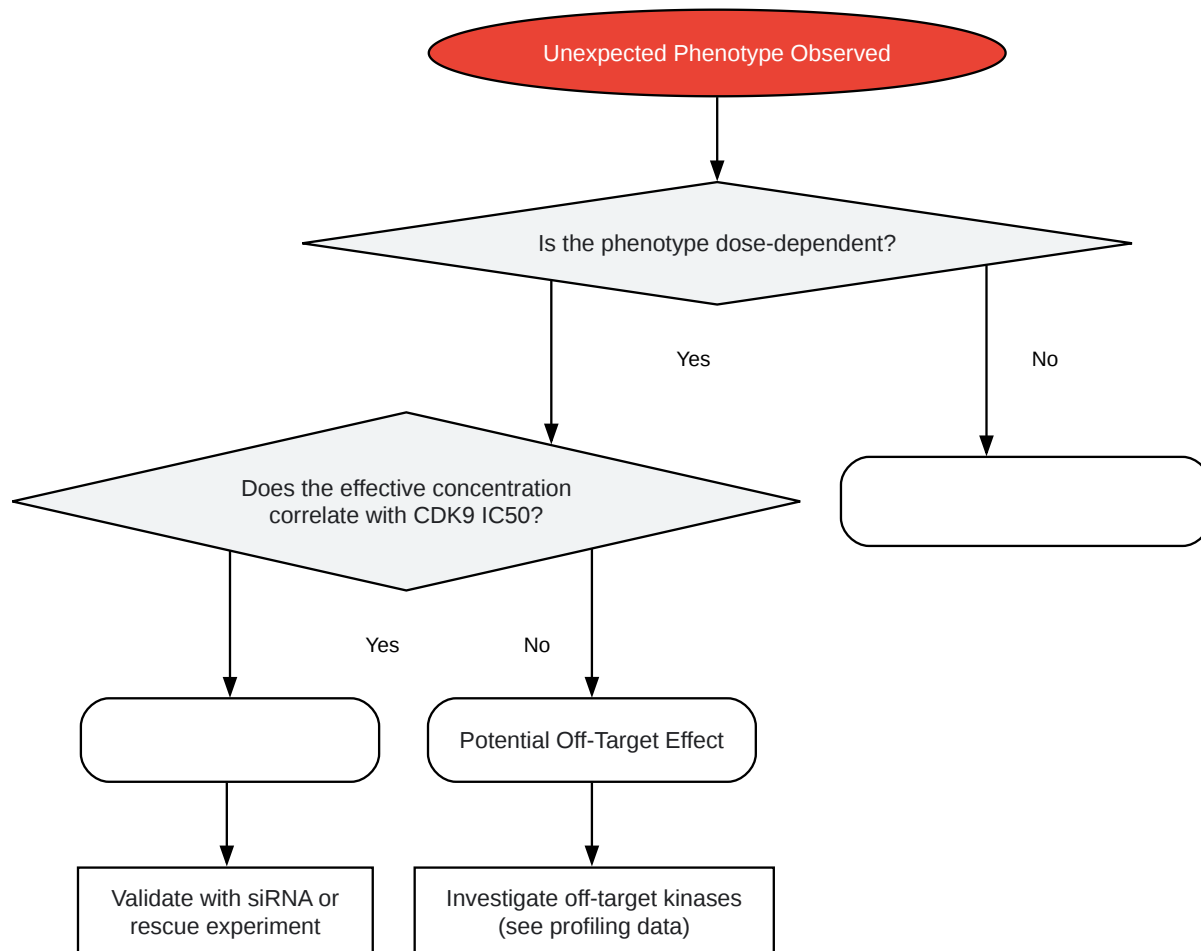 Unexpected Phenotype Observed
Is the phenotype dose-dependent?
Yes
No
Does the effective concentration
correlate with CDK9 IC50?
Yes
No
Potential Off-Target Effect
Validate with siRNA or
rescue experiment
Investigate off-target kinases
(see profiling data)